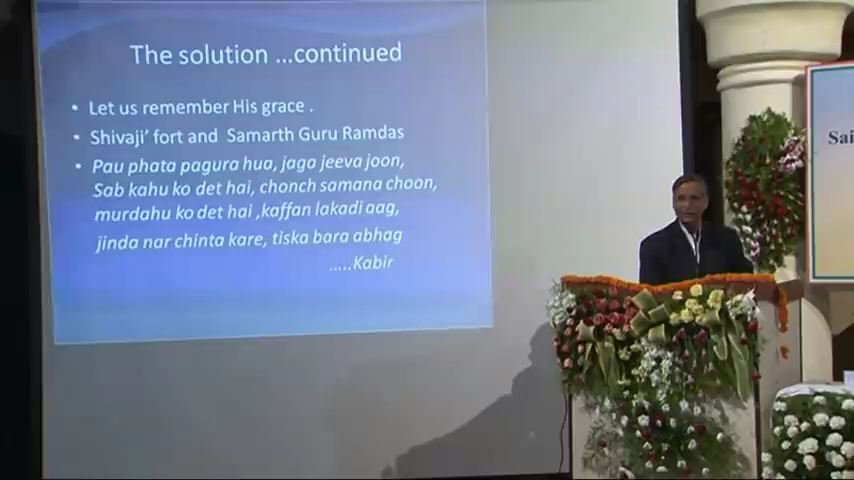 The solution ...continued
• Let us remember His grace .
• Shivaji’ fort and Samarth Guru Ramdas
• Pau phata pagura hua, jaga jeeva joon,
Sab kahu ko det hai, chonch samana choon,
murdahu ko det hai ,kaffan lakadi aag,
jinda nar chinta kare, tiska bara abhag
.....Kabir
Sai